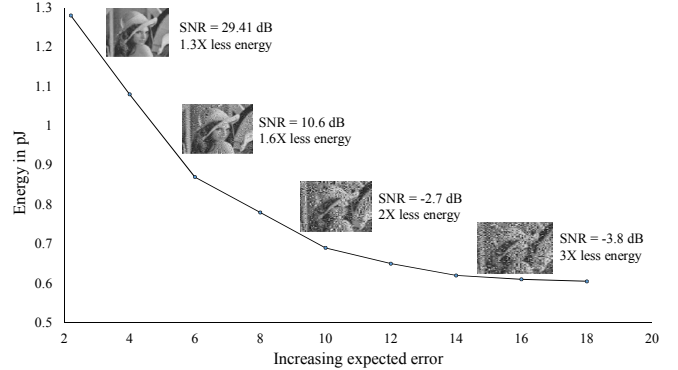 1.3
SNR = 29.41 dB
1.3X less energy
1.2
1.1
SNR = 10.6 dB
1.6X less energy
1
0.9
SNR = -2.7 dB
2X less energy
0.8
0.7
SNR = -3.8 dB
3X less energy
0.6
0.5
Energy in pJ
2 4 6 8 10 12 14 16 18 20
Increasing expected error